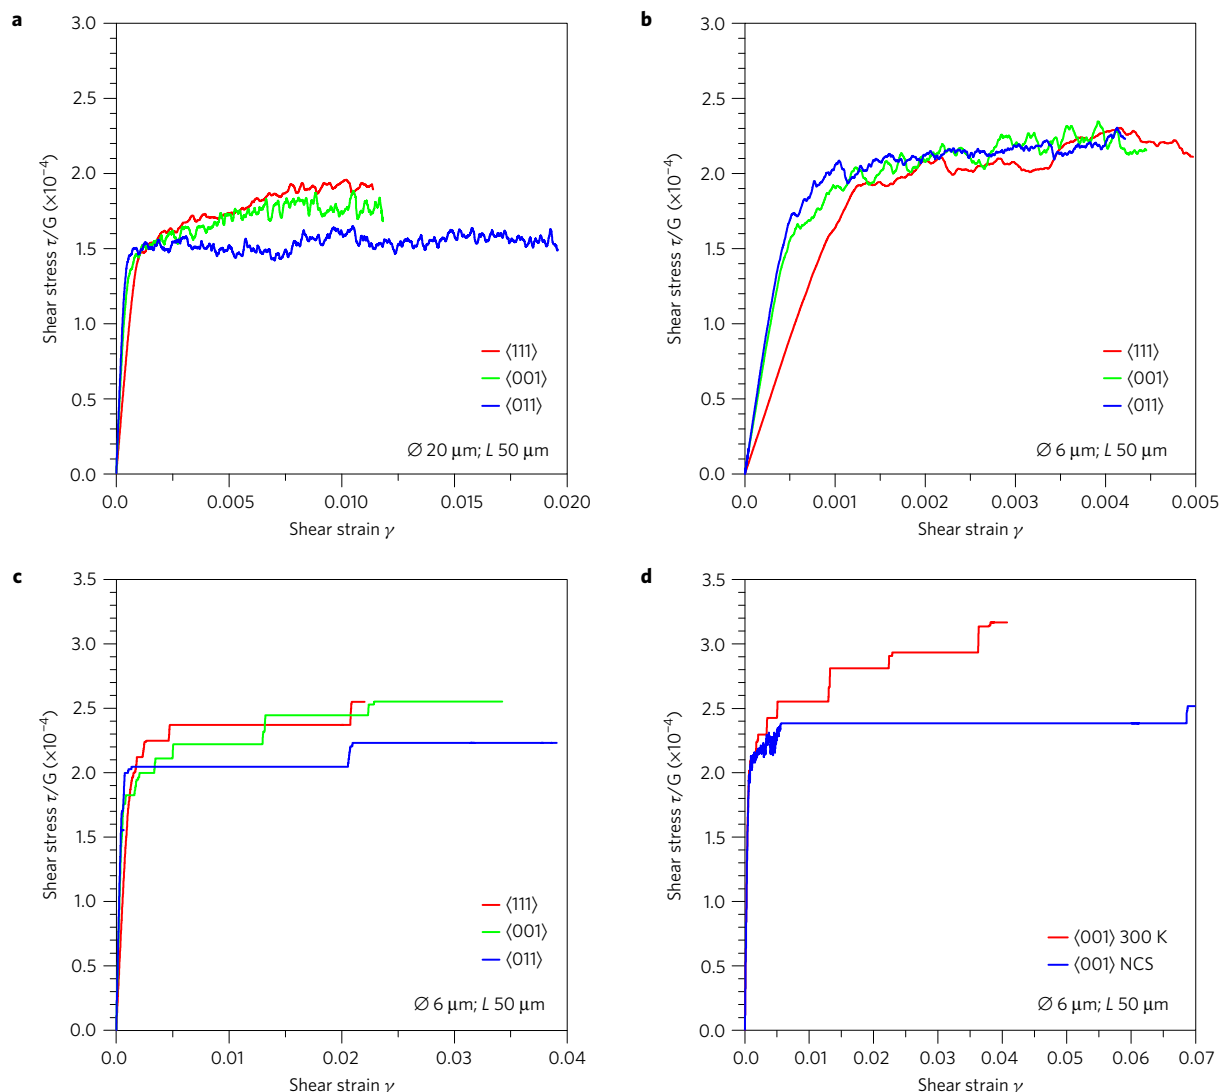 a
3.0
2.5
2.0
1.5
1.0
0.5
0.0
Shear stress τ/G (×10⁻⁴)
⟨111⟩
⟨001⟩
⟨011⟩
∅ 20 μm; L 50 μm
0.0 0.005 0.010 0.015 0.020
Shear strain γ
b
3.0
2.5
2.0
1.5
1.0
0.5
0.0
Shear stress τ/G (×10⁻⁴)
⟨111⟩
⟨001⟩
⟨011⟩
∅ 6 μm; L 50 μm
0.0 0.001 0.002 0.003 0.004 0.005
Shear strain γ
c
3.5
3.0
2.5
2.0
1.5
1.0
0.5
0.0
Shear stress τ/G (×10⁻⁴)
⟨111⟩
⟨001⟩
⟨011⟩
∅ 6 μm; L 50 μm
0.0 0.01 0.02 0.03 0.04
Shear strain γ
d
3.5
3.0
2.5
2.0
1.5
1.0
0.5
0.0
Shear stress τ/G (×10⁻⁴)
⟨001⟩ 300 K
⟨001⟩ NCS
∅ 6 μm; L 50 μm
0.0 0.01 0.02 0.03 0.04 0.05 0.06 0.07
Shear strain γ